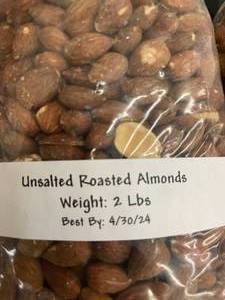 Unsalted Roasted Almonds
Weight: 2 Lbs
Best By: 4/30/24